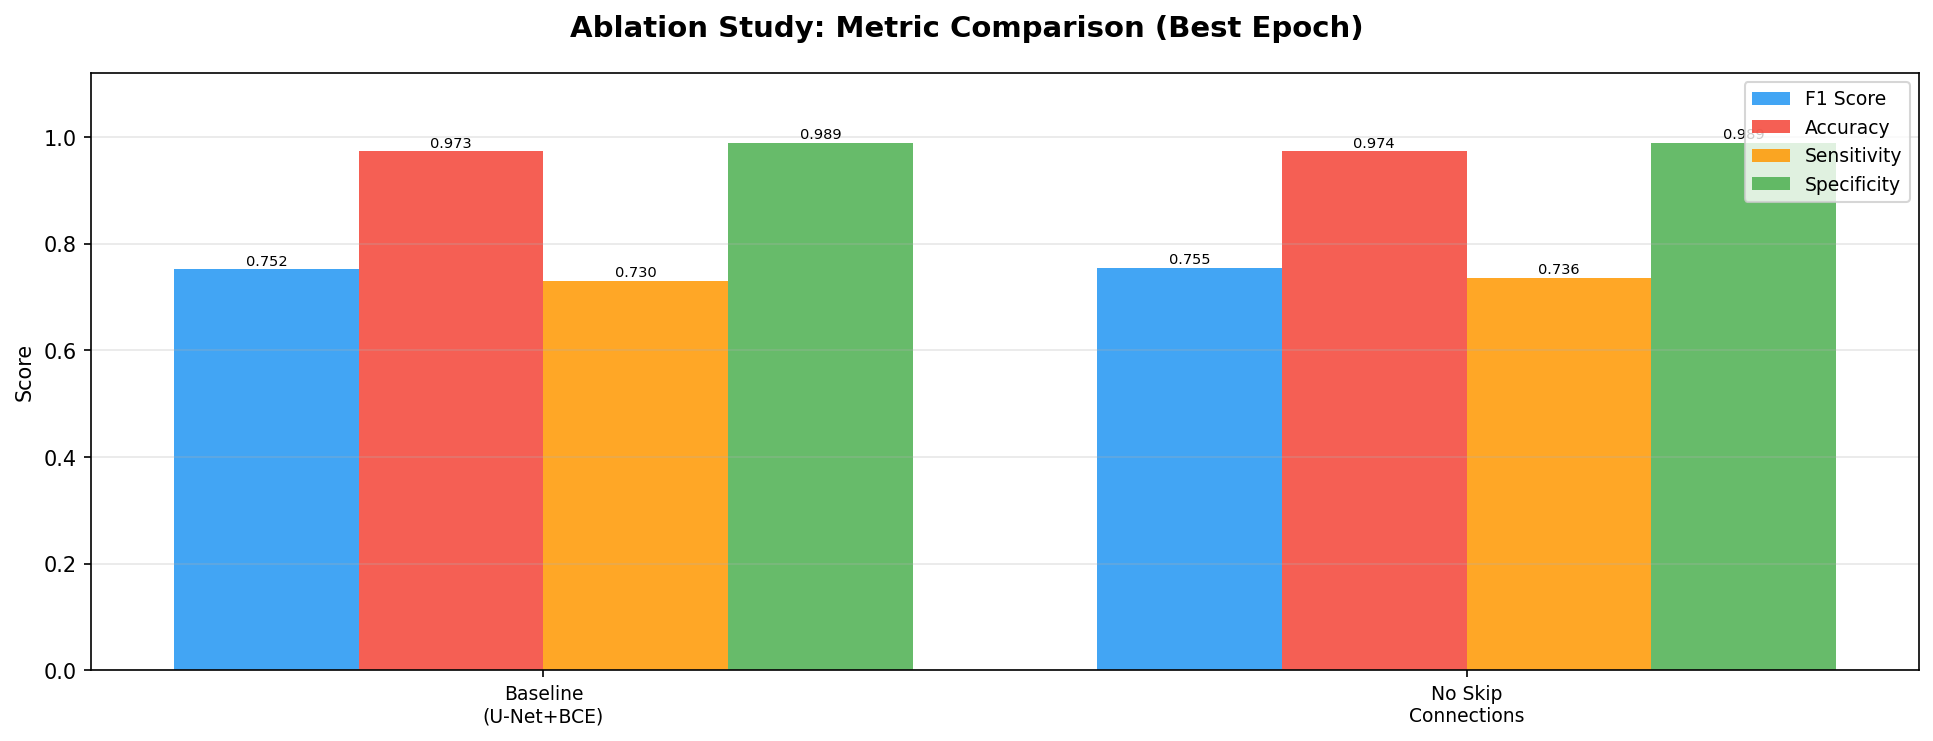 Ablation Study: Metric Comparison (Best Epoch)
F1 Score
Accuracy
Sensitivity
Specificity
1.0
0.8
0.6
0.4
0.2
0.0
Score
0.752
0.973
0.730
0.989
0.755
0.974
0.736
0.989
Baseline
(U-Net+BCE)
No Skip
Connections